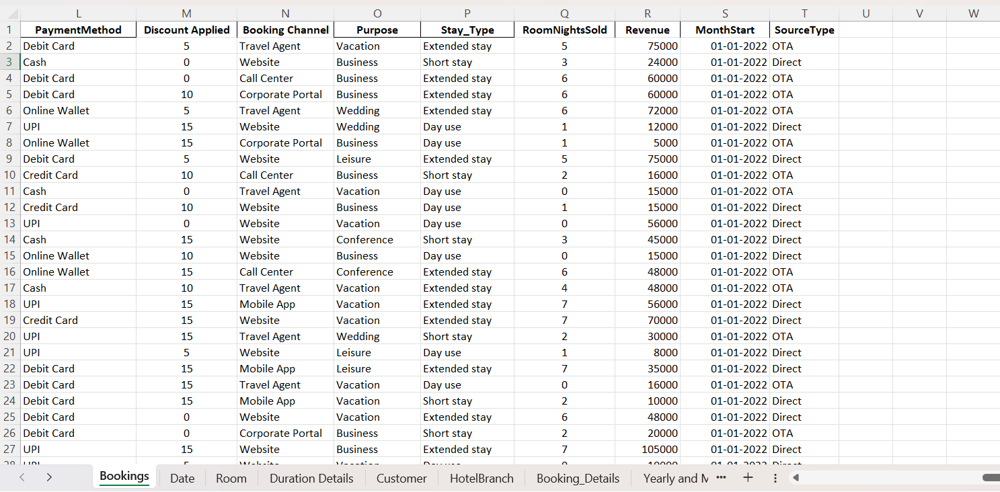 L M N O P Q R S T U V W
1 PaymentMethod Discount Applied Booking Channel Purpose Stay_Type RoomNightsSold Revenue MonthStart SourceType
2 Debit Card 5 Travel Agent Vacation Extended stay 5 75000 01-01-2022 OTA
3 Cash 0 Website Business Short stay 3 24000 01-01-2022 Direct
4 Debit Card 0 Call Center Business Extended stay 6 60000 01-01-2022 OTA
5 Debit Card 10 Corporate Portal Business Extended stay 6 60000 01-01-2022 OTA
6 Online Wallet 5 Travel Agent Wedding Extended stay 6 72000 01-01-2022 OTA
7 UPI 15 Website Wedding Day use 1 12000 01-01-2022 Direct
8 Online Wallet 15 Corporate Portal Business Day use 1 5000 01-01-2022 OTA
9 Debit Card 5 Website Leisure Extended stay 5 75000 01-01-2022 Direct
10 Credit Card 10 Call Center Business Short stay 2 16000 01-01-2022 OTA
11 Cash 0 Travel Agent Vacation Day use 0 15000 01-01-2022 OTA
12 Credit Card 10 Website Business Day use 1 15000 01-01-2022 Direct
13 UPI 0 Website Vacation Day use 0 56000 01-01-2022 Direct
14 Cash 15 Website Conference Short stay 3 45000 01-01-2022 Direct
15 Online Wallet 10 Website Business Day use 0 15000 01-01-2022 Direct
16 Online Wallet 15 Call Center Conference Extended stay 6 48000 01-01-2022 OTA
17 Cash 10 Travel Agent Vacation Extended stay 4 48000 01-01-2022 OTA
18 UPI 15 Mobile App Vacation Extended stay 7 56000 01-01-2022 Direct
19 Credit Card 15 Website Vacation Extended stay 7 70000 01-01-2022 Direct
20 UPI 15 Travel Agent Wedding Short stay 2 30000 01-01-2022 OTA
21 UPI 5 Website Leisure Day use 1 8000 01-01-2022 Direct
22 Debit Card 15 Mobile App Leisure Extended stay 7 35000 01-01-2022 Direct
23 Debit Card 15 Travel Agent Vacation Day use 0 16000 01-01-2022 OTA
24 Debit Card 15 Mobile App Vacation Short stay 2 10000 01-01-2022 Direct
25 Debit Card 0 Website Vacation Extended stay 6 48000 01-01-2022 Direct
26 Debit Card 0 Corporate Portal Business Short stay 2 20000 01-01-2022 OTA
27 UPI 15 Website Business Extended stay 7 105000 01-01-2022 Direct
Bookings Date Room Duration Details Customer HotelBranch Booking_Details Yearly and